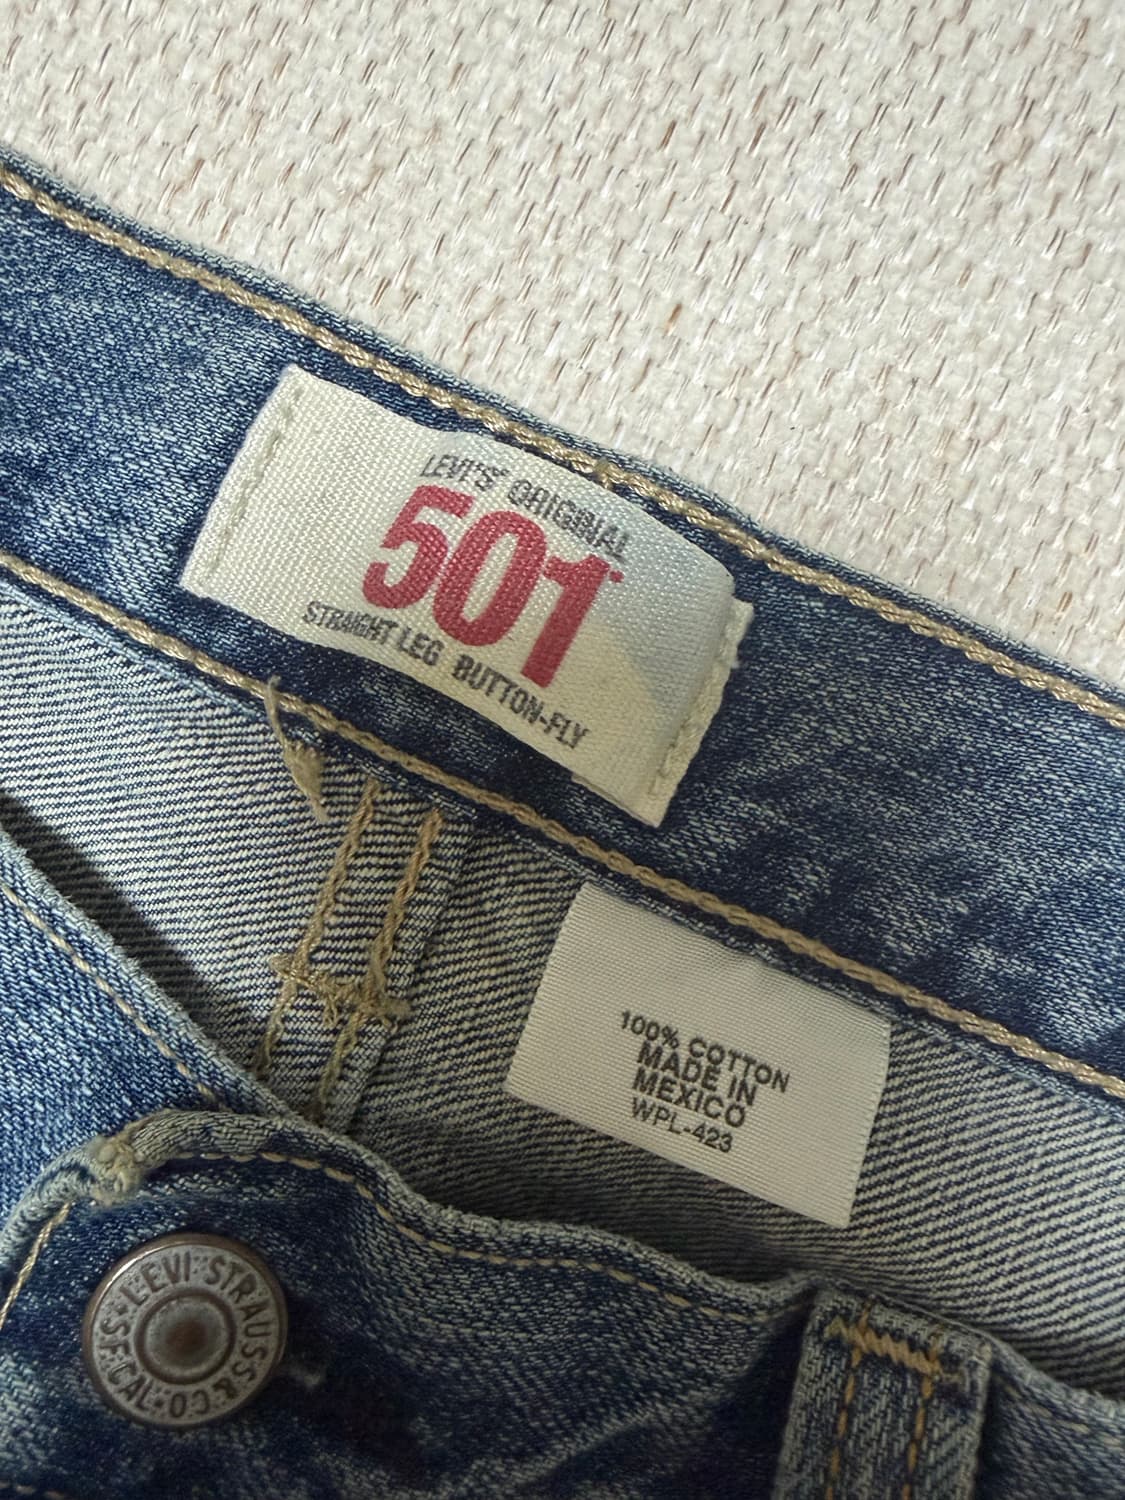 LEVI'S® ORIGINAL
501
STRAIGHT LEG BUTTON-FLY
100% COTTON
MADE IN
MEXICO
WPL-423
LEVI STRAUSS & CO
S.F. CAL